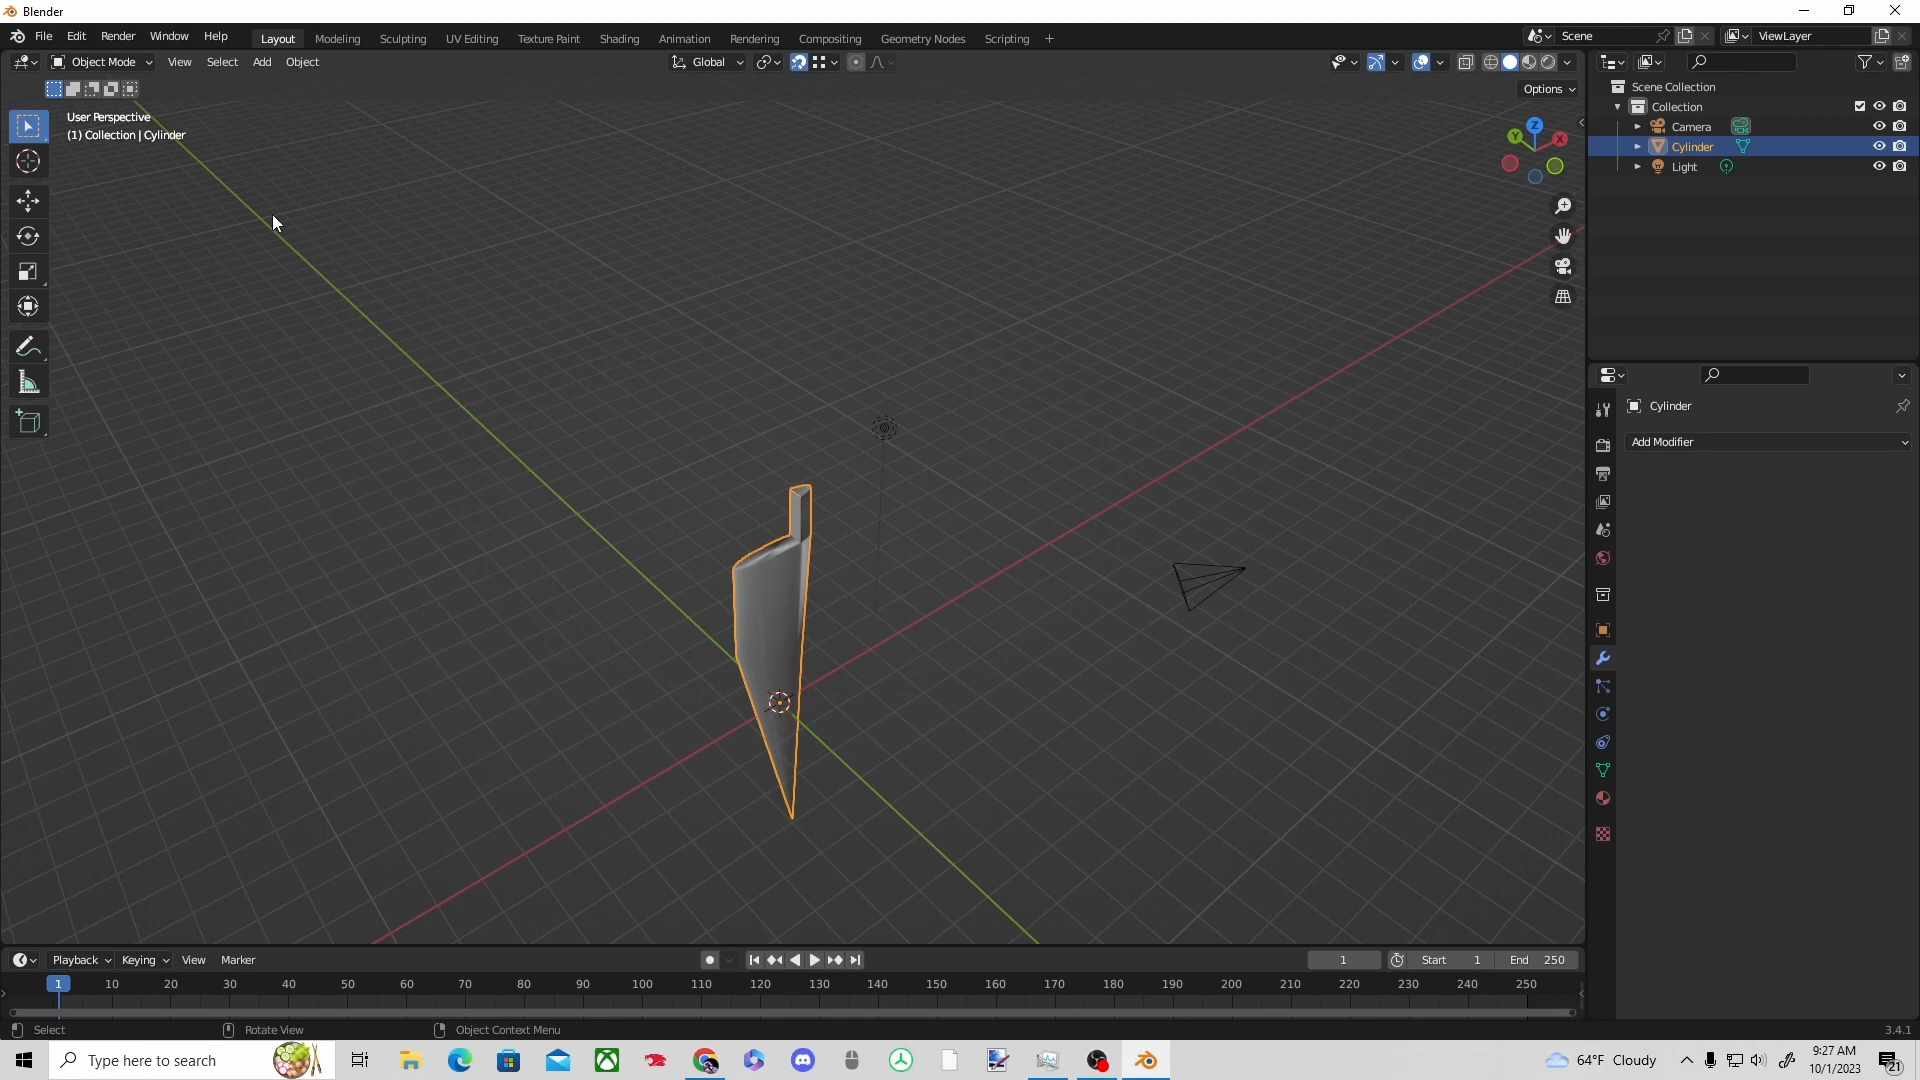 Blender
File Edit Render Window Help Layout Modeling Sculpting UV Editing Texture Paint Shading Animation Rendering Compositing Geometry Nodes Scripting + Scene ViewLayer
Object Mode View Select Add Object Global
Options
User Perspective
(1) Collection | Cylinder
Z
Y
X
Scene Collection
Collection
Camera
Cylinder
Light
Cylinder
Add Modifier
Playback Keying View Marker 1 Start 1 End 250
1 10 20 30 40 50 60 70 80 90 100 110 120 130 140 150 160 170 180 190 200 210 220 230 240 250
Select Rotate View Object Context Menu 3.4.1
Type here to search 64°F Cloudy
9:27 AM
10/1/2023
21